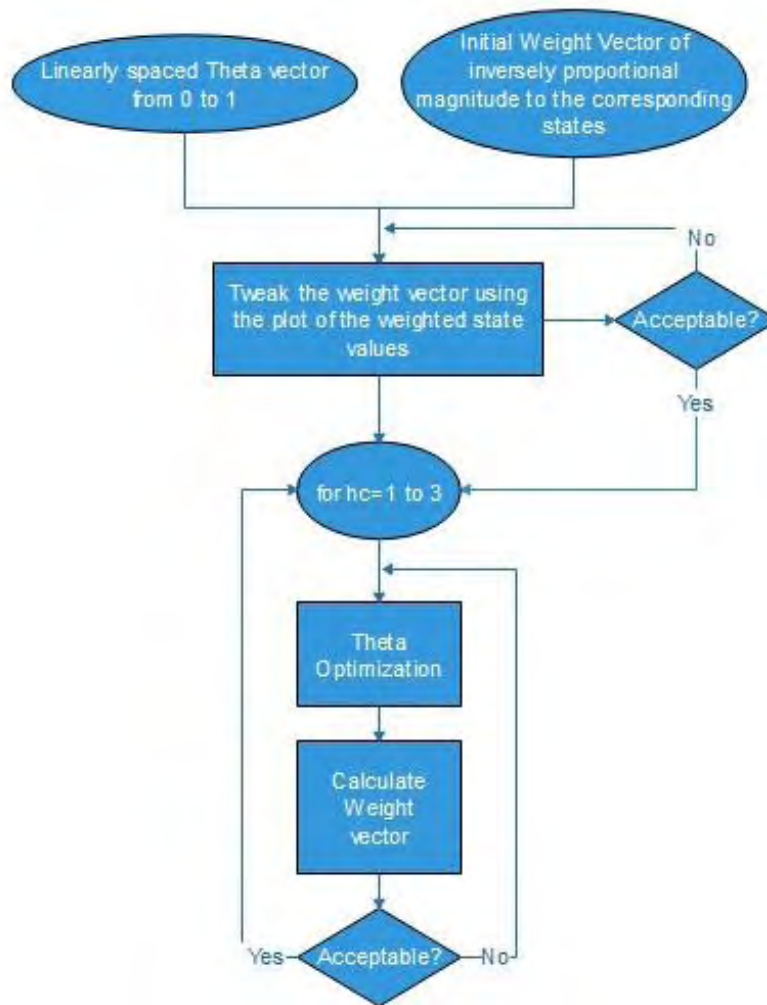 Linearly spaced Theta vector
from 0 to 1
Initial Weight Vector of
inversely proportional
magnitude to the corresponding
states
No
Tweak the weight vector using
the plot of the weighted state
values
Acceptable?
Yes
for hc=1 to 3
Theta
Optimization
Calculate
Weight
vector
Yes
Acceptable?
No